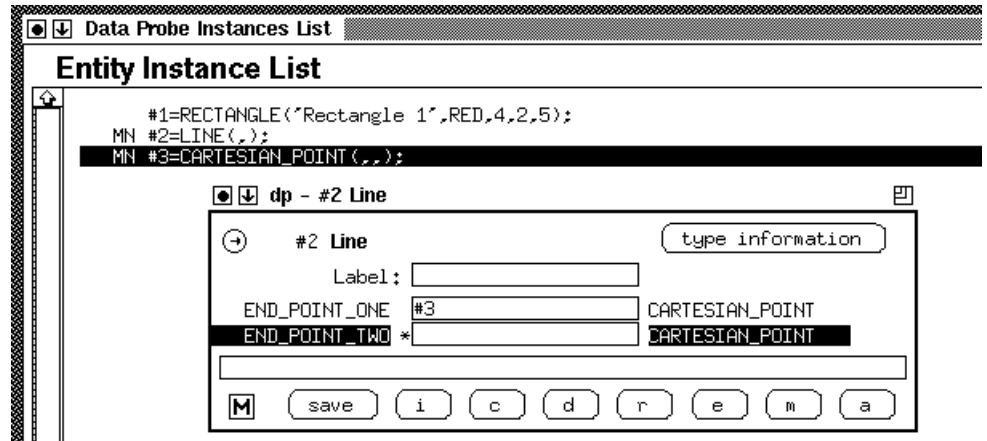 Data Probe Instances List
Entity Instance List
#1=RECTANGLE('Rectangle 1',RED,4,2,5);
MN #2=LINE(,);
MN #3=CARTESIAN_POINT(,,);
dp - #2 Line
#2 Line
type information
Label:
END_POINT_ONE #3 CARTESIAN_POINT
END_POINT_TWO * CARTESIAN_POINT
M save i c d r e m a